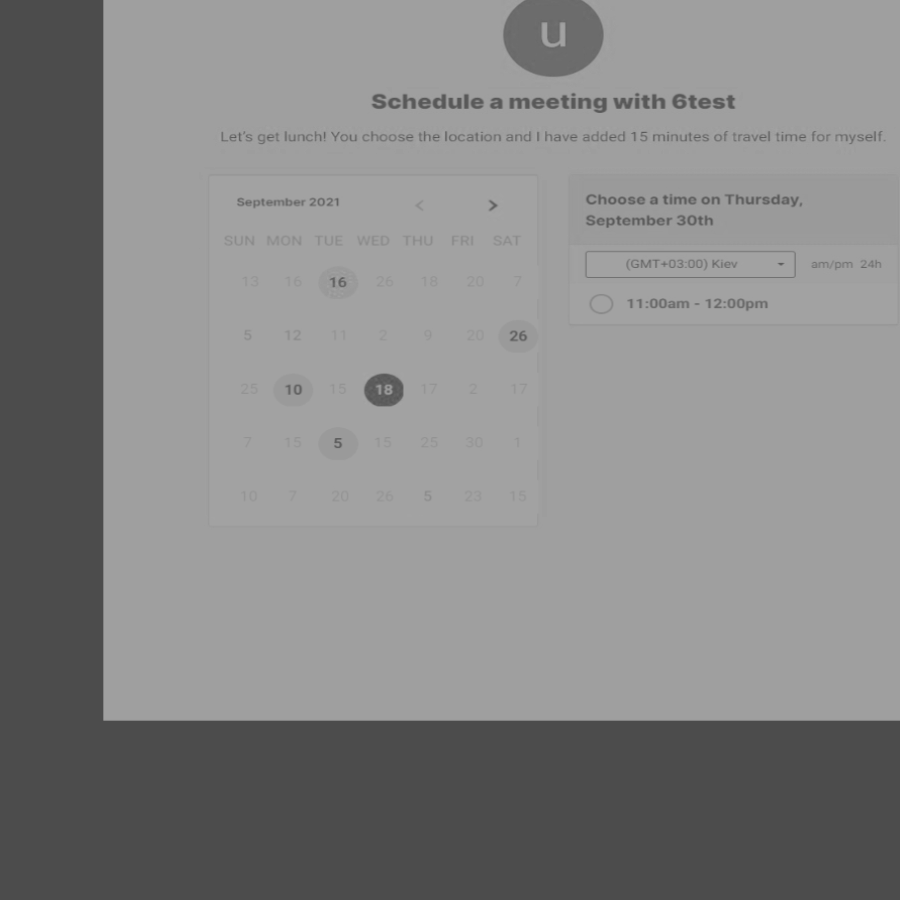 u
Schedule a meeting with 6test
Let's get lunch! You choose the location and I have added 15 minutes of travel time for myself.
September 2021 < >
SUN MON TUE WED THU FRI SAT
13 16 16 26 18 20 7
5 12 11 2 9 20 26
25 10 15 18 17 2 17
7 15 5 15 25 30 1
10 7 20 26 5 23 15
Choose a time on Thursday,
September 30th
(GMT+03:00) Kiev am/pm 24h
11:00am - 12:00pm